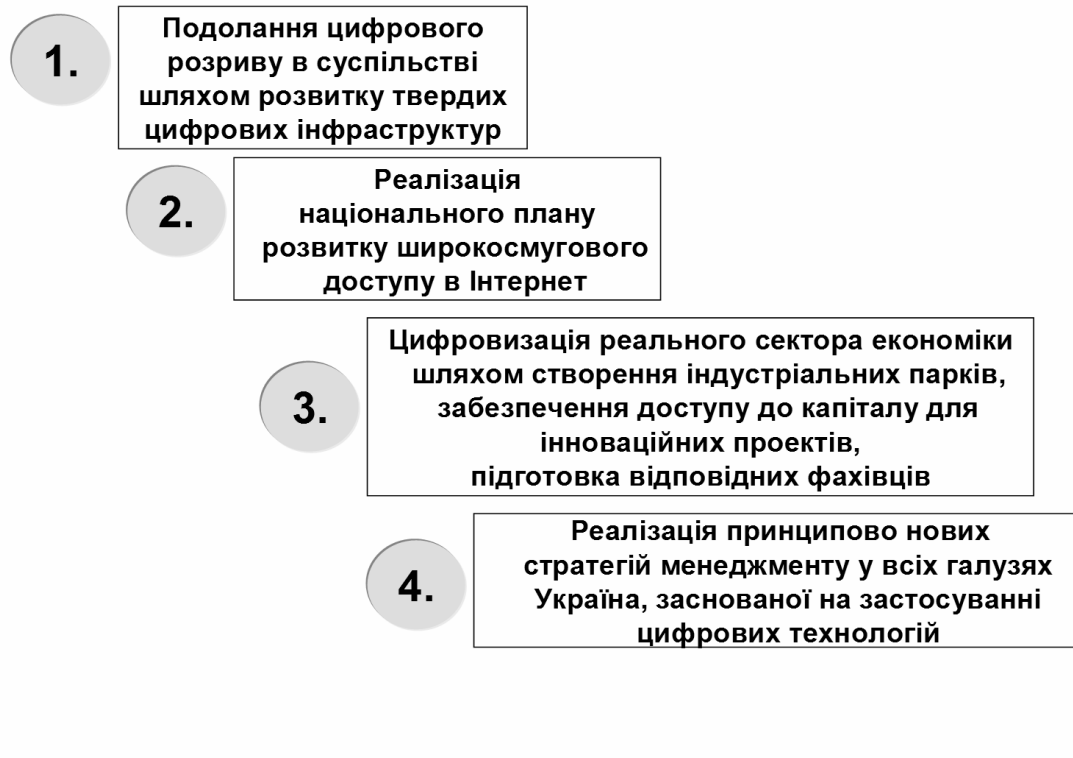 1.
Подолання цифрового
розриву в суспільстві
шляхом розвитку твердих
цифрових інфраструктур
2.
Реалізація
національного плану
розвитку широкосмугового
доступу в Інтернет
3.
Цифровизація реального сектора економіки
шляхом створення індустріальних парків,
забезпечення доступу до капіталу для
інноваційних проектів,
підготовка відповідних фахівців
4.
Реалізація принципово нових
стратегій менеджменту у всіх галузях
Україна, заснованої на застосуванні
цифрових технологій